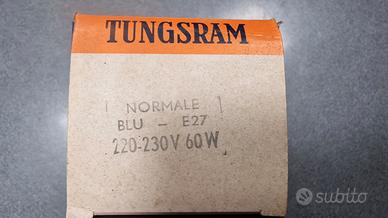 TUNGSRAM
NORMALE
BLU - E27
220-230V 60W
subito